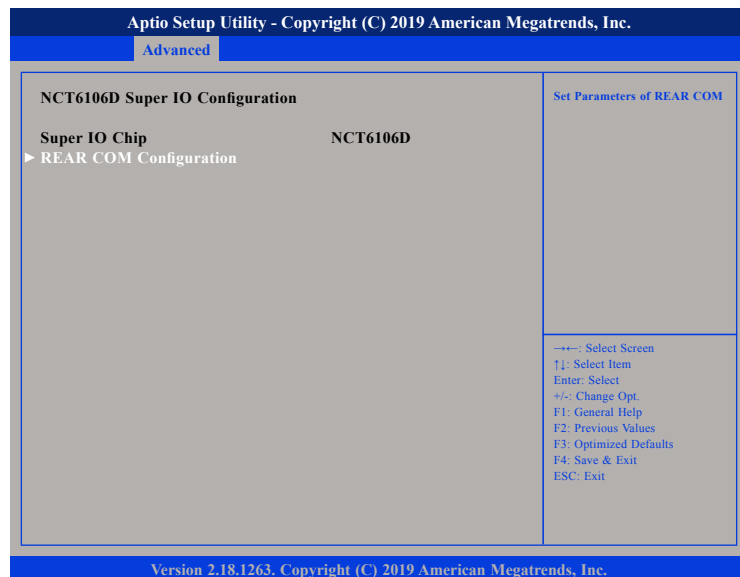 Aptio Setup Utility - Copyright (C) 2019 American Megatrends, Inc.
Advanced
NCT6106D Super IO Configuration
Super IO Chip NCT6106D
► REAR COM Configuration
Set Parameters of REAR COM
→←: Select Screen
↑↓: Select Item
Enter: Select
+/-: Change Opt.
F1: General Help
F2: Previous Values
F3: Optimized Defaults
F4: Save & Exit
ESC: Exit
Version 2.18.1263. Copyright (C) 2019 American Megatrends, Inc.